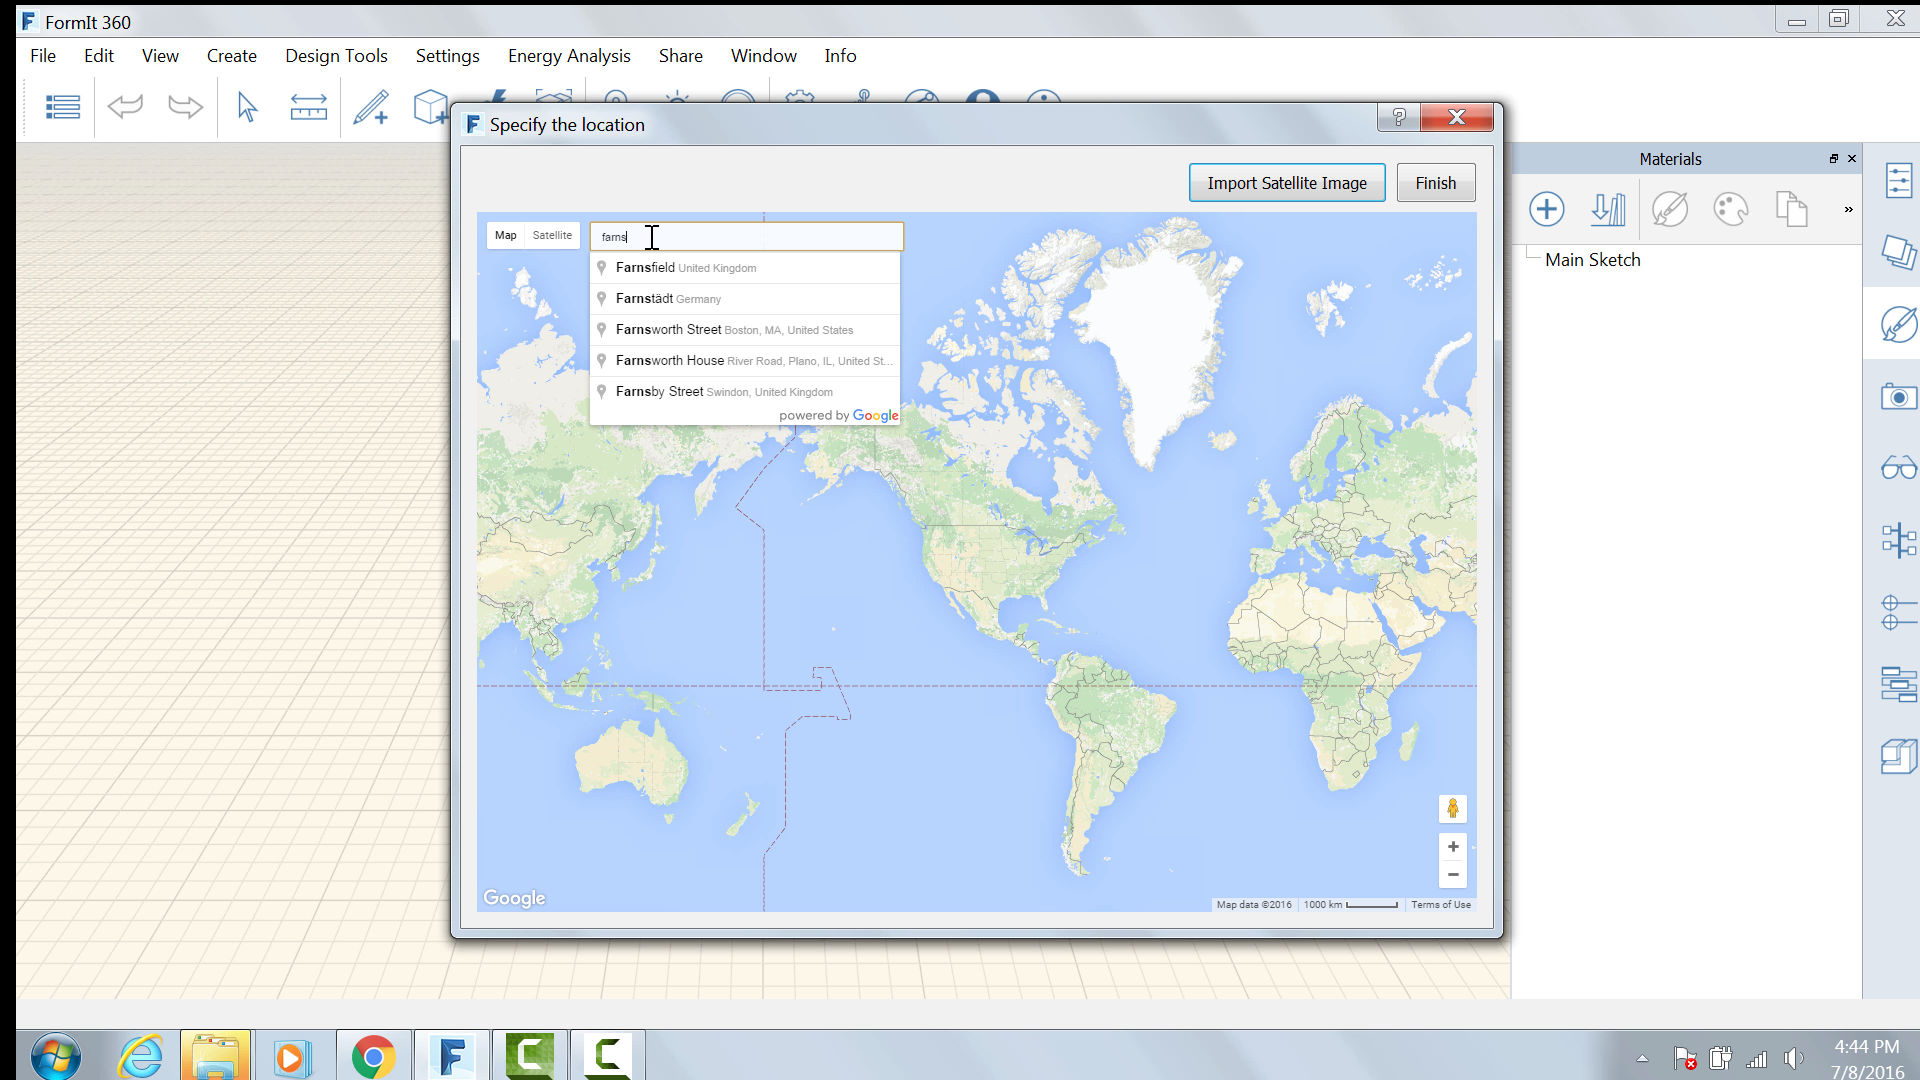 FormIt 360
File Edit View Create Design Tools Settings Energy Analysis Share Window Info
Specify the location
?
Import Satellite Image Finish
Map Satellite farns
Farnsfield United Kingdom
Farnstädt Germany
Farnsworth Street Boston, MA, United States
Farnsworth House River Road, Plano, IL, United St...
Farnsby Street Swindon, United Kingdom
powered by Google
Google
Map data ©2016 1000 km Terms of Use
Materials
»
Main Sketch
4:44 PM
7/8/2016